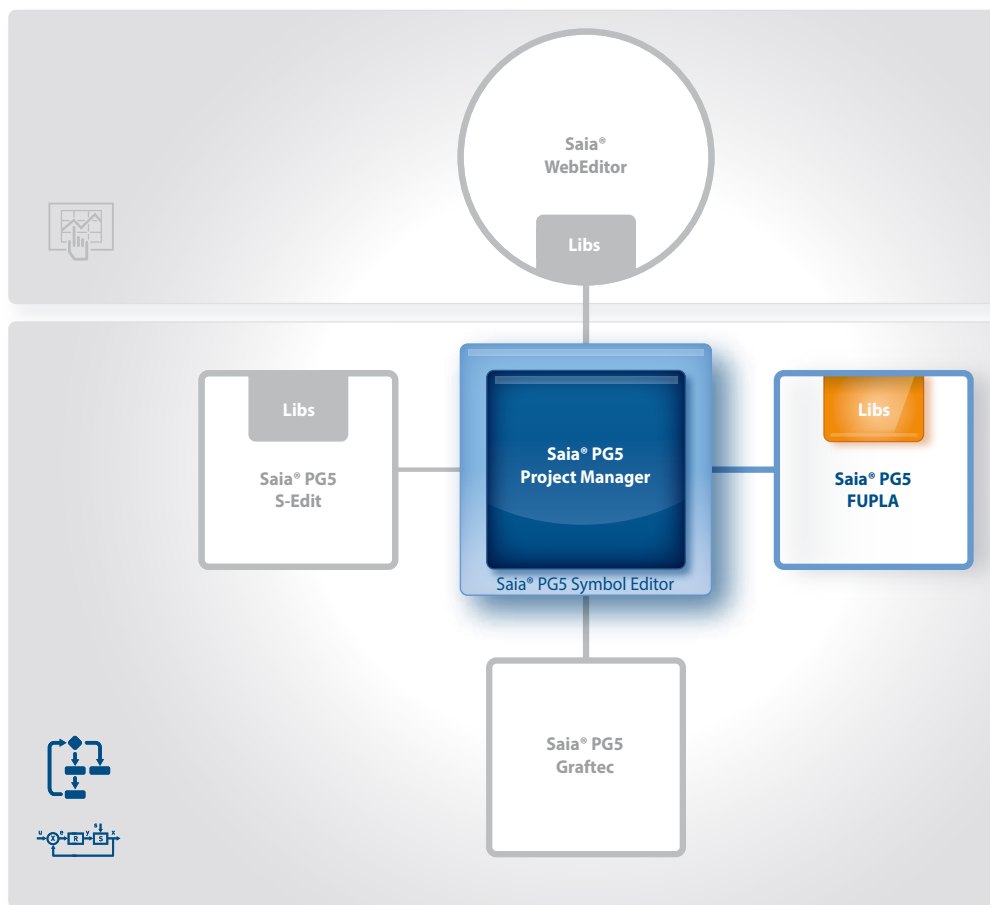 Saia®
WebEditor
Libs
Libs
Saia® PG5
S-Edit
Saia® PG5
Project Manager
Libs
Saia® PG5
FUPLA
Saia® PG5 Symbol Editor
Saia® PG5
Graftec
u
x
e
R
y
s
S
x